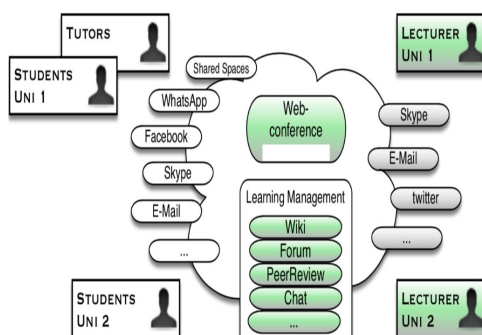 TUTORS
STUDENTS
UNI 1
LECTURER
UNI 1
Shared Spaces
WhatsApp
Facebook
Skype
E-Mail
...
Web-
conference
Skype
E-Mail
twitter
...
Learning Management
Wiki
Forum
PeerReview
Chat
...
STUDENTS
UNI 2
LECTURER
UNI 2